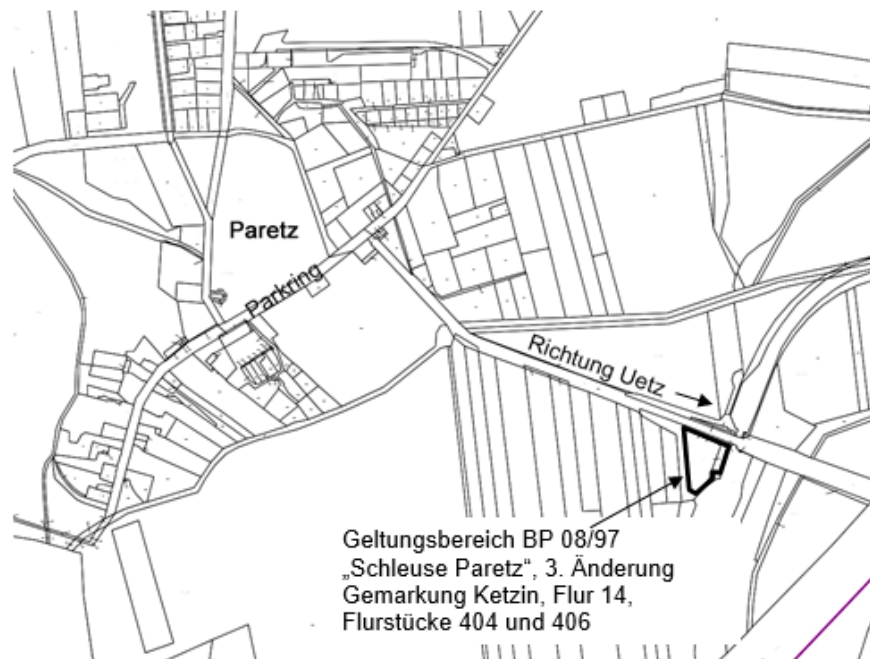 Paretz
Parkring
Richtung Uetz
Geltungsbereich BP 08/97
„Schleuse Paretz“, 3. Änderung
Gemarkung Ketzin, Flur 14,
Flurstücke 404 und 406